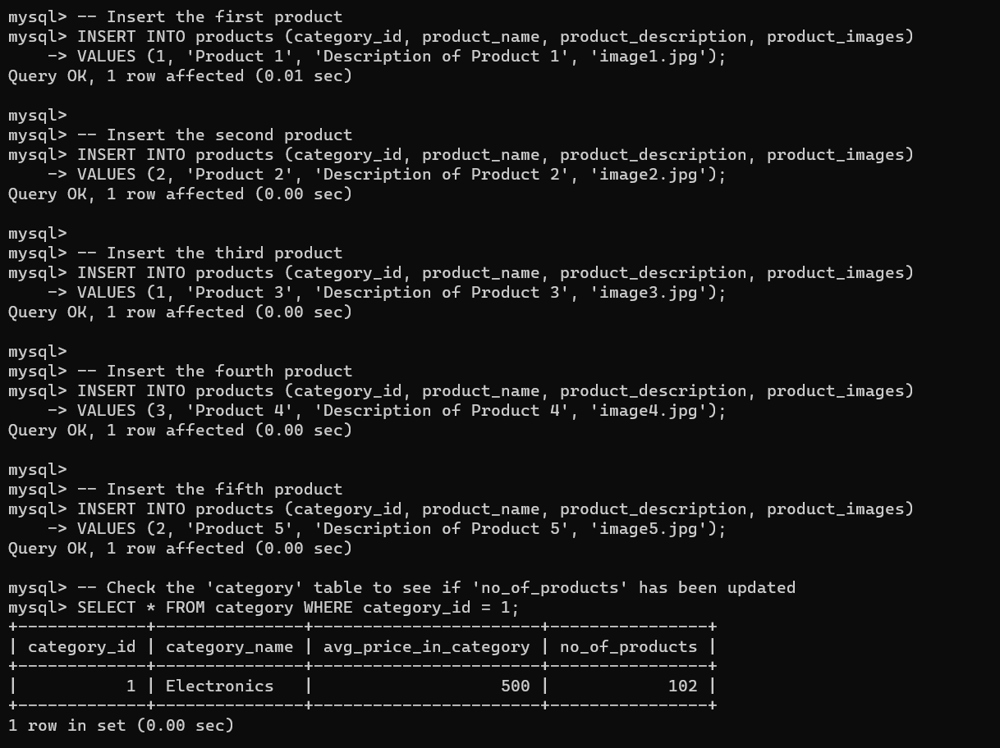 mysql> -- Insert the first product
mysql> INSERT INTO products (category_id, product_name, product_description, product_images)
    -> VALUES (1, 'Product 1', 'Description of Product 1', 'image1.jpg');
Query OK, 1 row affected (0.01 sec)

mysql>
mysql> -- Insert the second product
mysql> INSERT INTO products (category_id, product_name, product_description, product_images)
    -> VALUES (2, 'Product 2', 'Description of Product 2', 'image2.jpg');
Query OK, 1 row affected (0.00 sec)

mysql>
mysql> -- Insert the third product
mysql> INSERT INTO products (category_id, product_name, product_description, product_images)
    -> VALUES (1, 'Product 3', 'Description of Product 3', 'image3.jpg');
Query OK, 1 row affected (0.00 sec)

mysql>
mysql> -- Insert the fourth product
mysql> INSERT INTO products (category_id, product_name, product_description, product_images)
    -> VALUES (3, 'Product 4', 'Description of Product 4', 'image4.jpg');
Query OK, 1 row affected (0.00 sec)

mysql>
mysql> -- Insert the fifth product
mysql> INSERT INTO products (category_id, product_name, product_description, product_images)
    -> VALUES (2, 'Product 5', 'Description of Product 5', 'image5.jpg');
Query OK, 1 row affected (0.00 sec)

mysql> -- Check the 'category' table to see if 'no_of_products' has been updated
mysql> SELECT * FROM category WHERE category_id = 1;
+-------------+---------------+-----------------------+----------------+
| category_id | category_name | avg_price_in_category | no_of_products |
+-------------+---------------+-----------------------+----------------+
|           1 | Electronics   |                   500 |            102 |
+-------------+---------------+-----------------------+----------------+
1 row in set (0.00 sec)